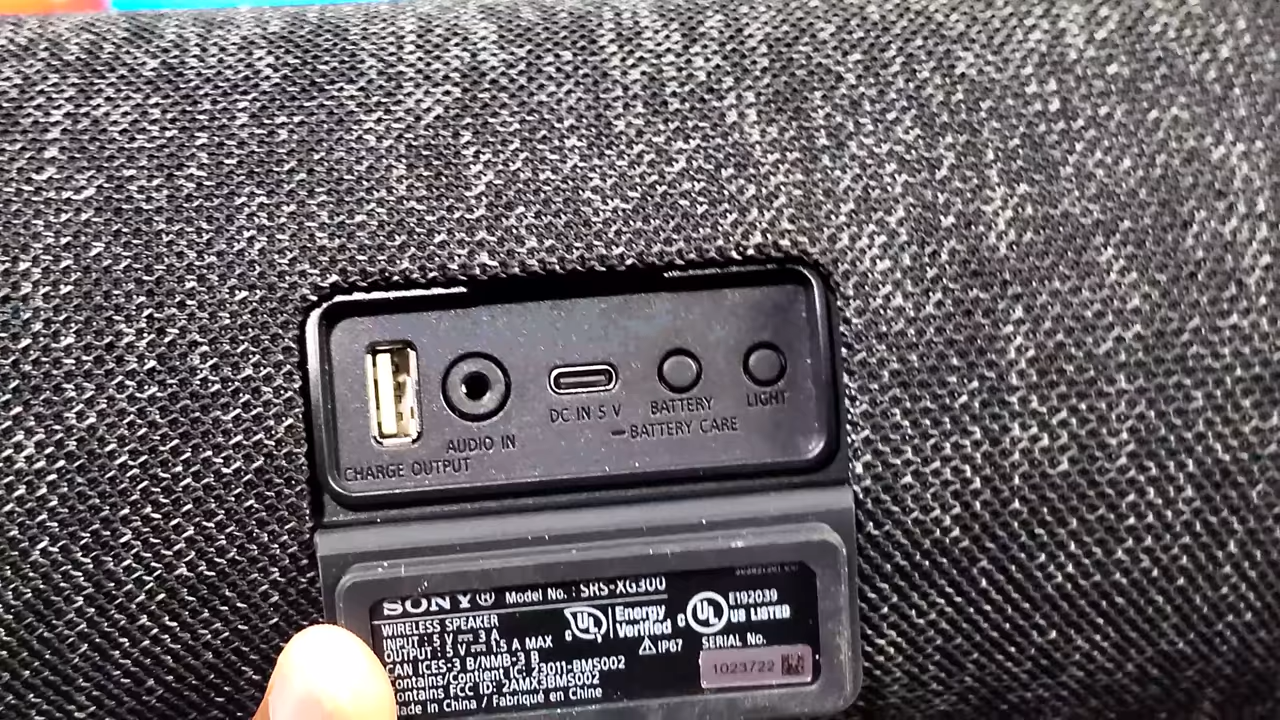 CHARGE OUTPUT
AUDIO IN
DC IN 5 V
BATTERY
BATTERY CARE
LIGHT
SONY® Model No. : SRS-XG300
WIRELESS SPEAKER
INPUT : 5 V ⎓ 3 A
OUTPUT : 5 V ⎓ 1.5 A MAX
CAN ICES-3 B/NMB-3 B
Contains/Contient IC: 23011-BMS002
Contains FCC ID: 2AMX3BMS002
Made in China / Fabriqué en Chine
c UL Energy Verified
c UL US LISTED
E192039
IP67
SERIAL No.
1023722